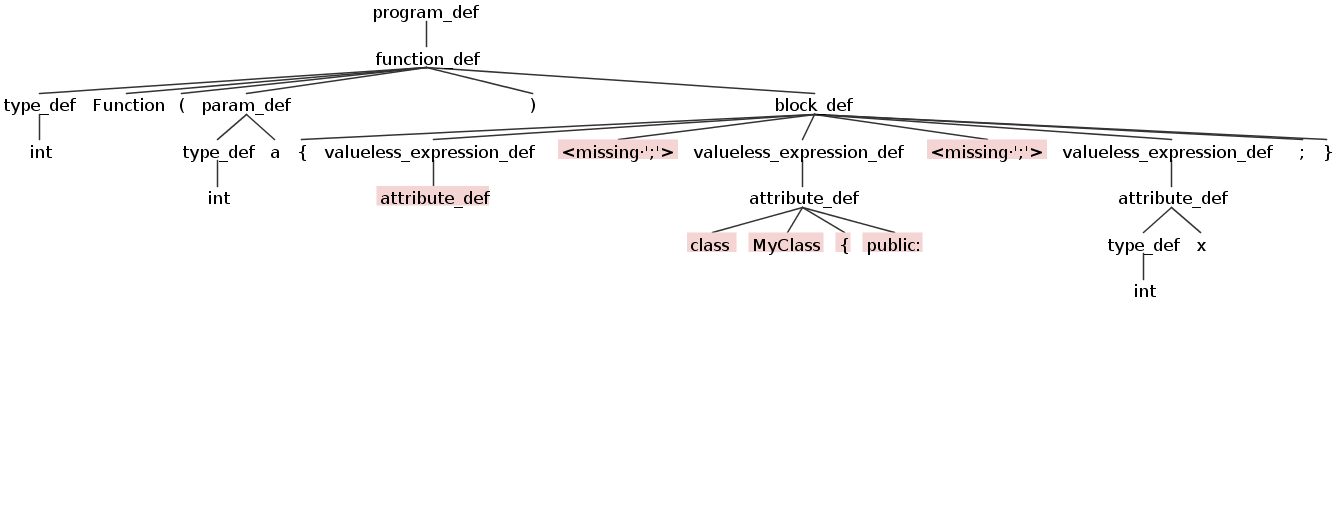 program_def
function_def
type_def Function ( param_def ) block_def
int type_def a { valueless_expression_def <missing·';'> valueless_expression_def <missing·';'> valueless_expression_def ; }
int attribute_def attribute_def attribute_def
class MyClass { public: type_def x
int